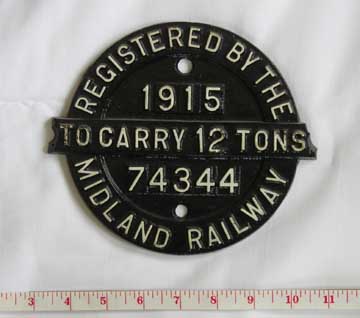 REGISTERED BY THE
1915
TO CARRY 12 TONS
74344
MIDLAND RAILWAY
3 4 5 6 7 8 9 10 11